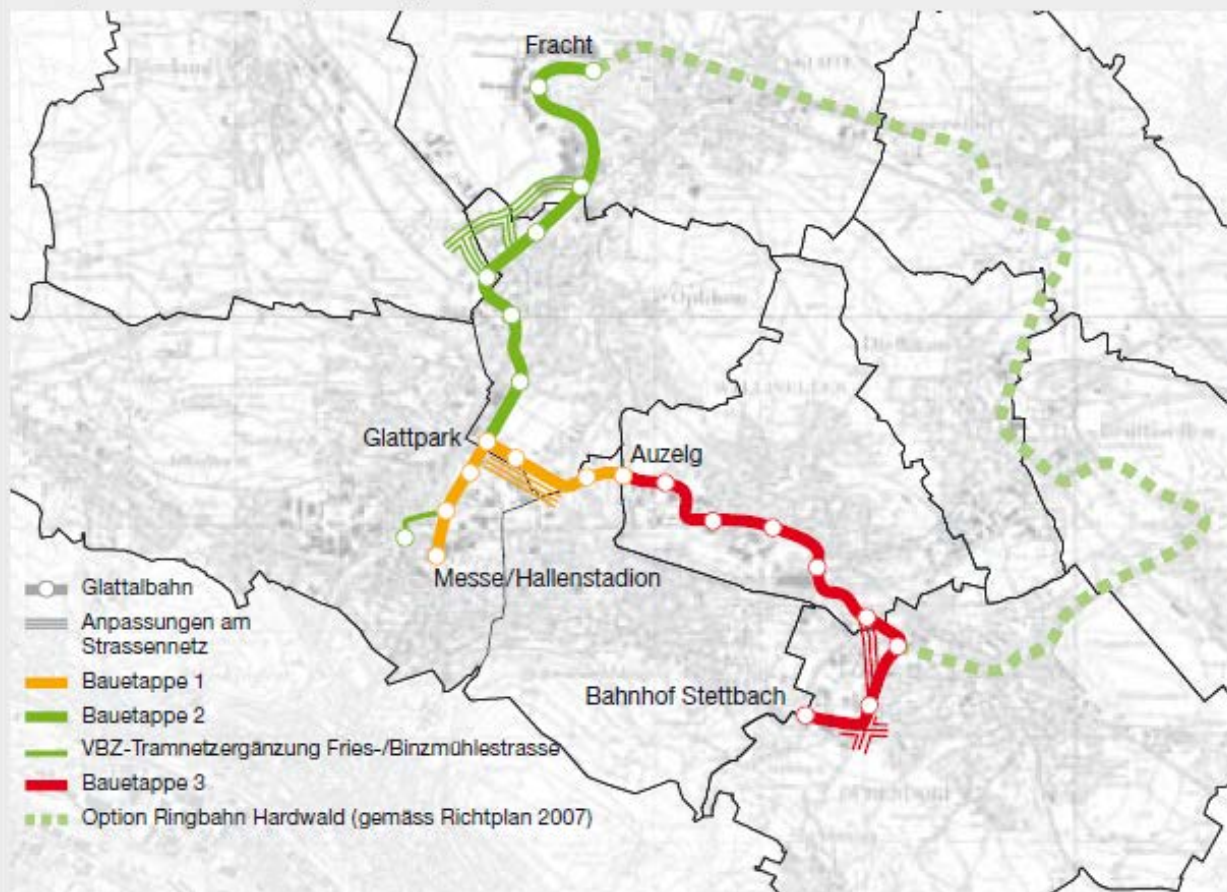 Fracht
Glattpark
Auzelg
Messe/Hallenstadion
Bahnhof Stettbach
Glattalbahn
Anpassungen am
Strassennetz
Bauetappe 1
Bauetappe 2
VBZ-Tramnetzergänzung Fries-/Binzmühlestrasse
Bauetappe 3
Option Ringbahn Hardwald (gemäss Richtplan 2007)